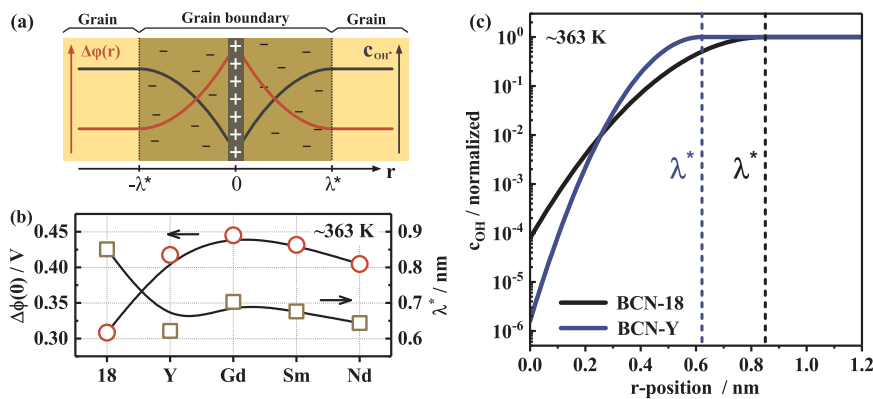 Grain Grain boundary Grain
Δφ(r) c_OH•
+ + + + + + +
− − − − − − − − − − − − − − − − − −
(a) -λ* 0 λ* r
(b)
~363 K
Δϕ(0) / V
0.45
0.40
0.35
0.30
λ* / nm
0.9
0.8
0.7
0.6
18 Y Gd Sm Nd
(c)
~363 K
c_OH / normalized
10⁰
10⁻¹
10⁻²
10⁻³
10⁻⁴
10⁻⁵
10⁻⁶
λ* λ*
BCN-18
BCN-Y
0.0 0.2 0.4 0.6 0.8 1.0 1.2
r-position / nm